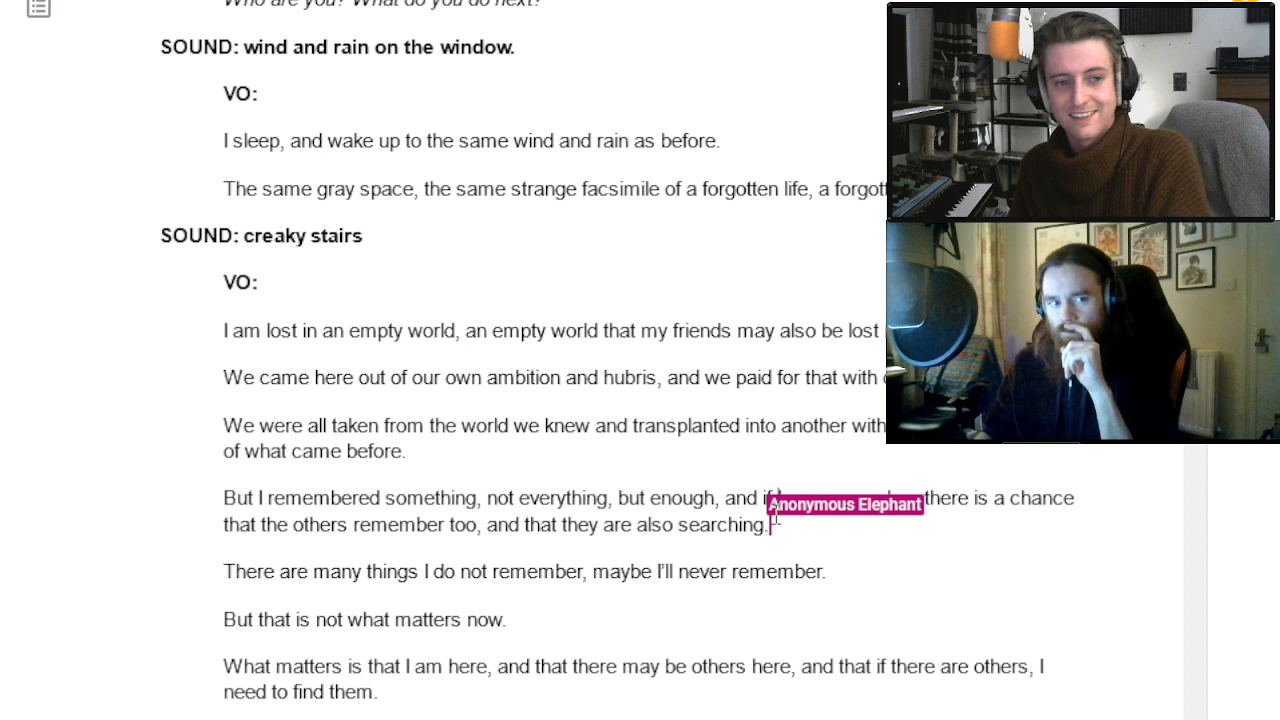 Who are you? What do you do next?
SOUND: wind and rain on the window.
VO:
I sleep, and wake up to the same wind and rain as before.
The same gray space, the same strange facsimile of a forgotten life, a
SOUND: creaky stairs
VO:
I am lost in an empty world, an empty world that my friends may also be lost
We came here out of our own ambition and hubris, and we paid for that with
We were all taken from the world we knew and transplanted into another with
of what came before.
But I remembered something, not everything, but enough, and if there is a chance
Anonymous Elephant
that the others remember too, and that they are also searching.
There are many things I do not remember, maybe I'll never remember.
But that is not what matters now.
What matters is that I am here, and that there may be others here, and that if there are others, I
need to find them.